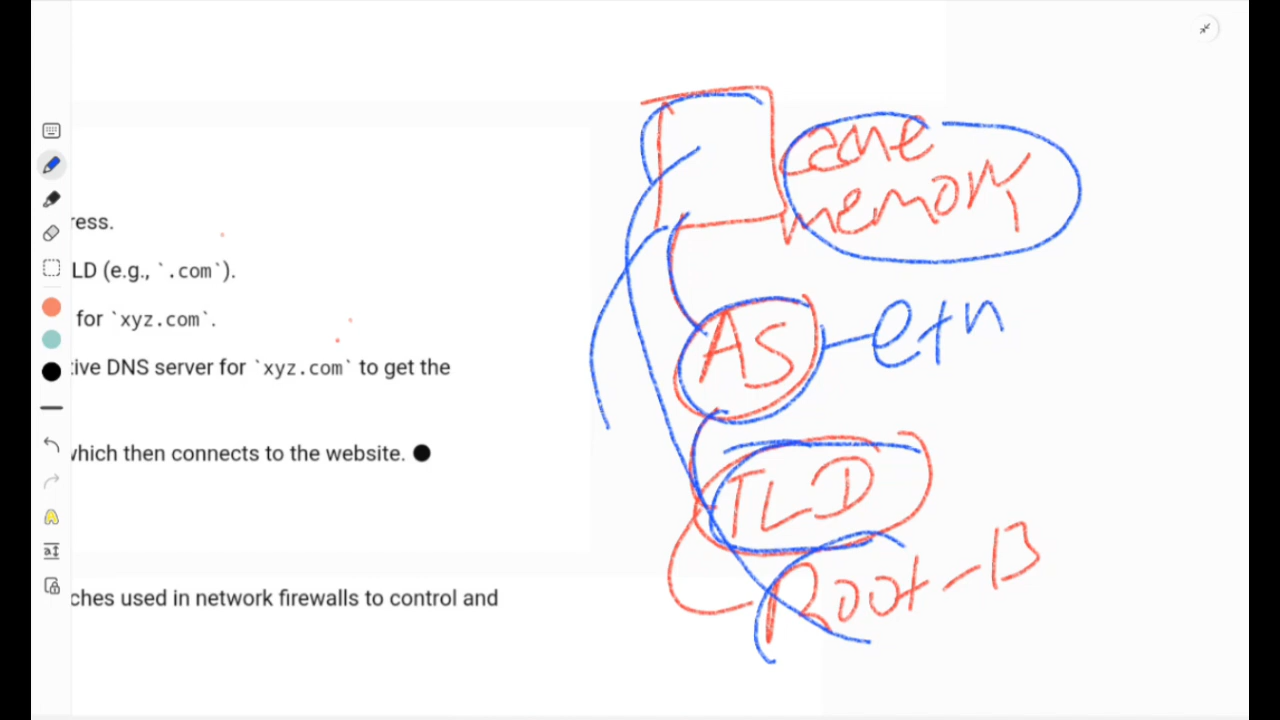 ress.
LD (e.g., `.com`).
for `xyz.com`.
tive DNS server for `xyz.com` to get the
which then connects to the website.
ches used in network firewalls to control and
cache
memory
AS - etn
TLD
Root-13